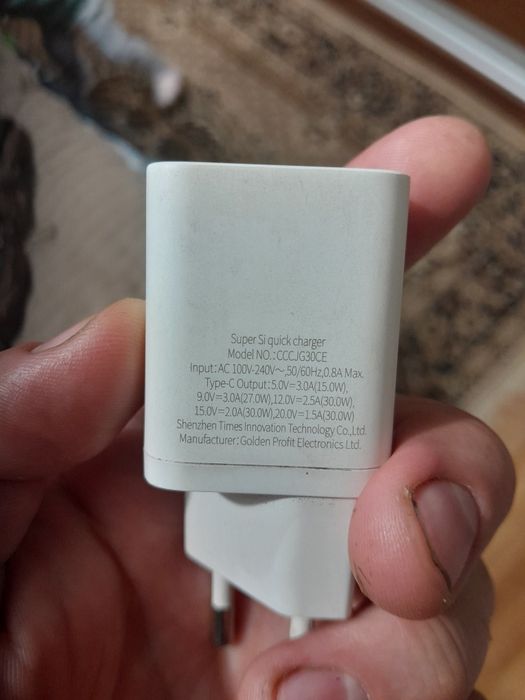 Super Si quick charger
Model NO.:CCCJG30CE
Input:AC 100V-240V～,50/60Hz,0.8A Max.
Type-C Output:5.0V⎓3.0A(15.0W),
9.0V⎓3.0A(27.0W),12.0V⎓2.5A(30.0W),
15.0V⎓2.0A(30.0W),20.0V⎓1.5A(30.0W)
Shenzhen Times Innovation Technology Co.,Ltd.
Manufacturer:Golden Profit Electronics Ltd.